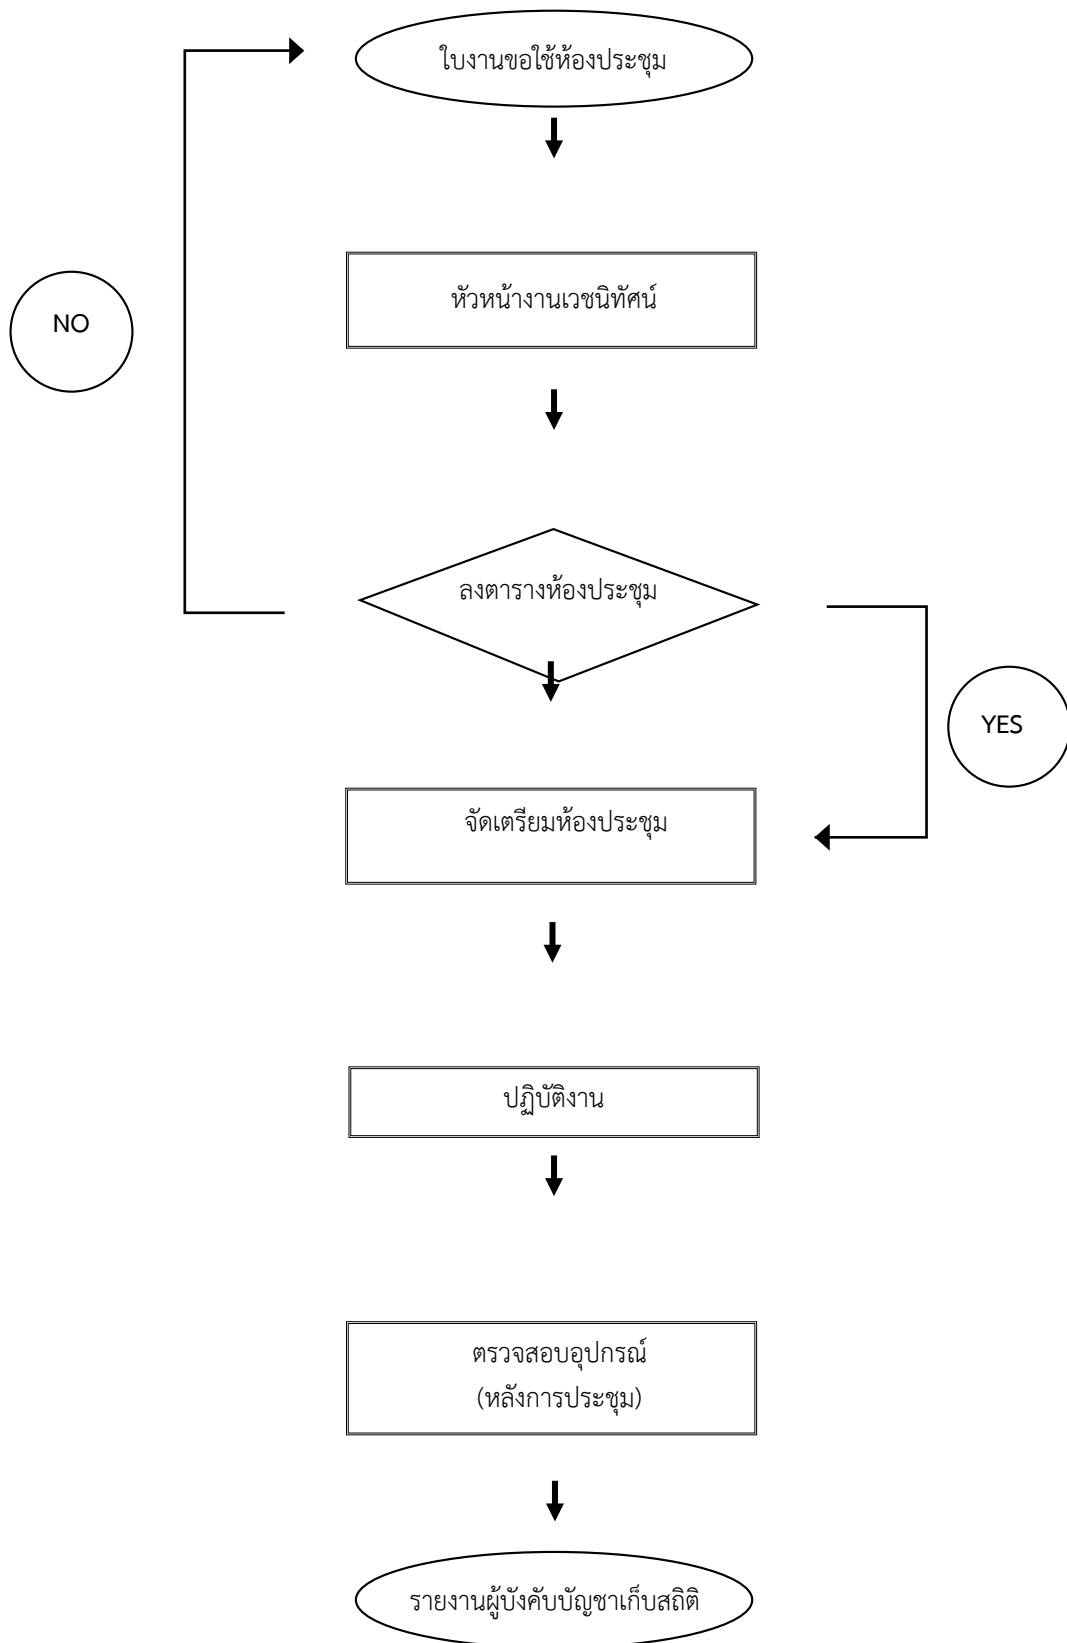 ใบงานขอใช้ห้องประชุม
หัวหน้างานเวชนิทัศน์
NO
ลงตารางห้องประชุม
YES
จัดเตรียมห้องประชุม
ปฏิบัติงาน
ตรวจสอบอุปกรณ์
(หลังการประชุม)
รายงานผู้บังคับบัญชาเก็บสถิติ